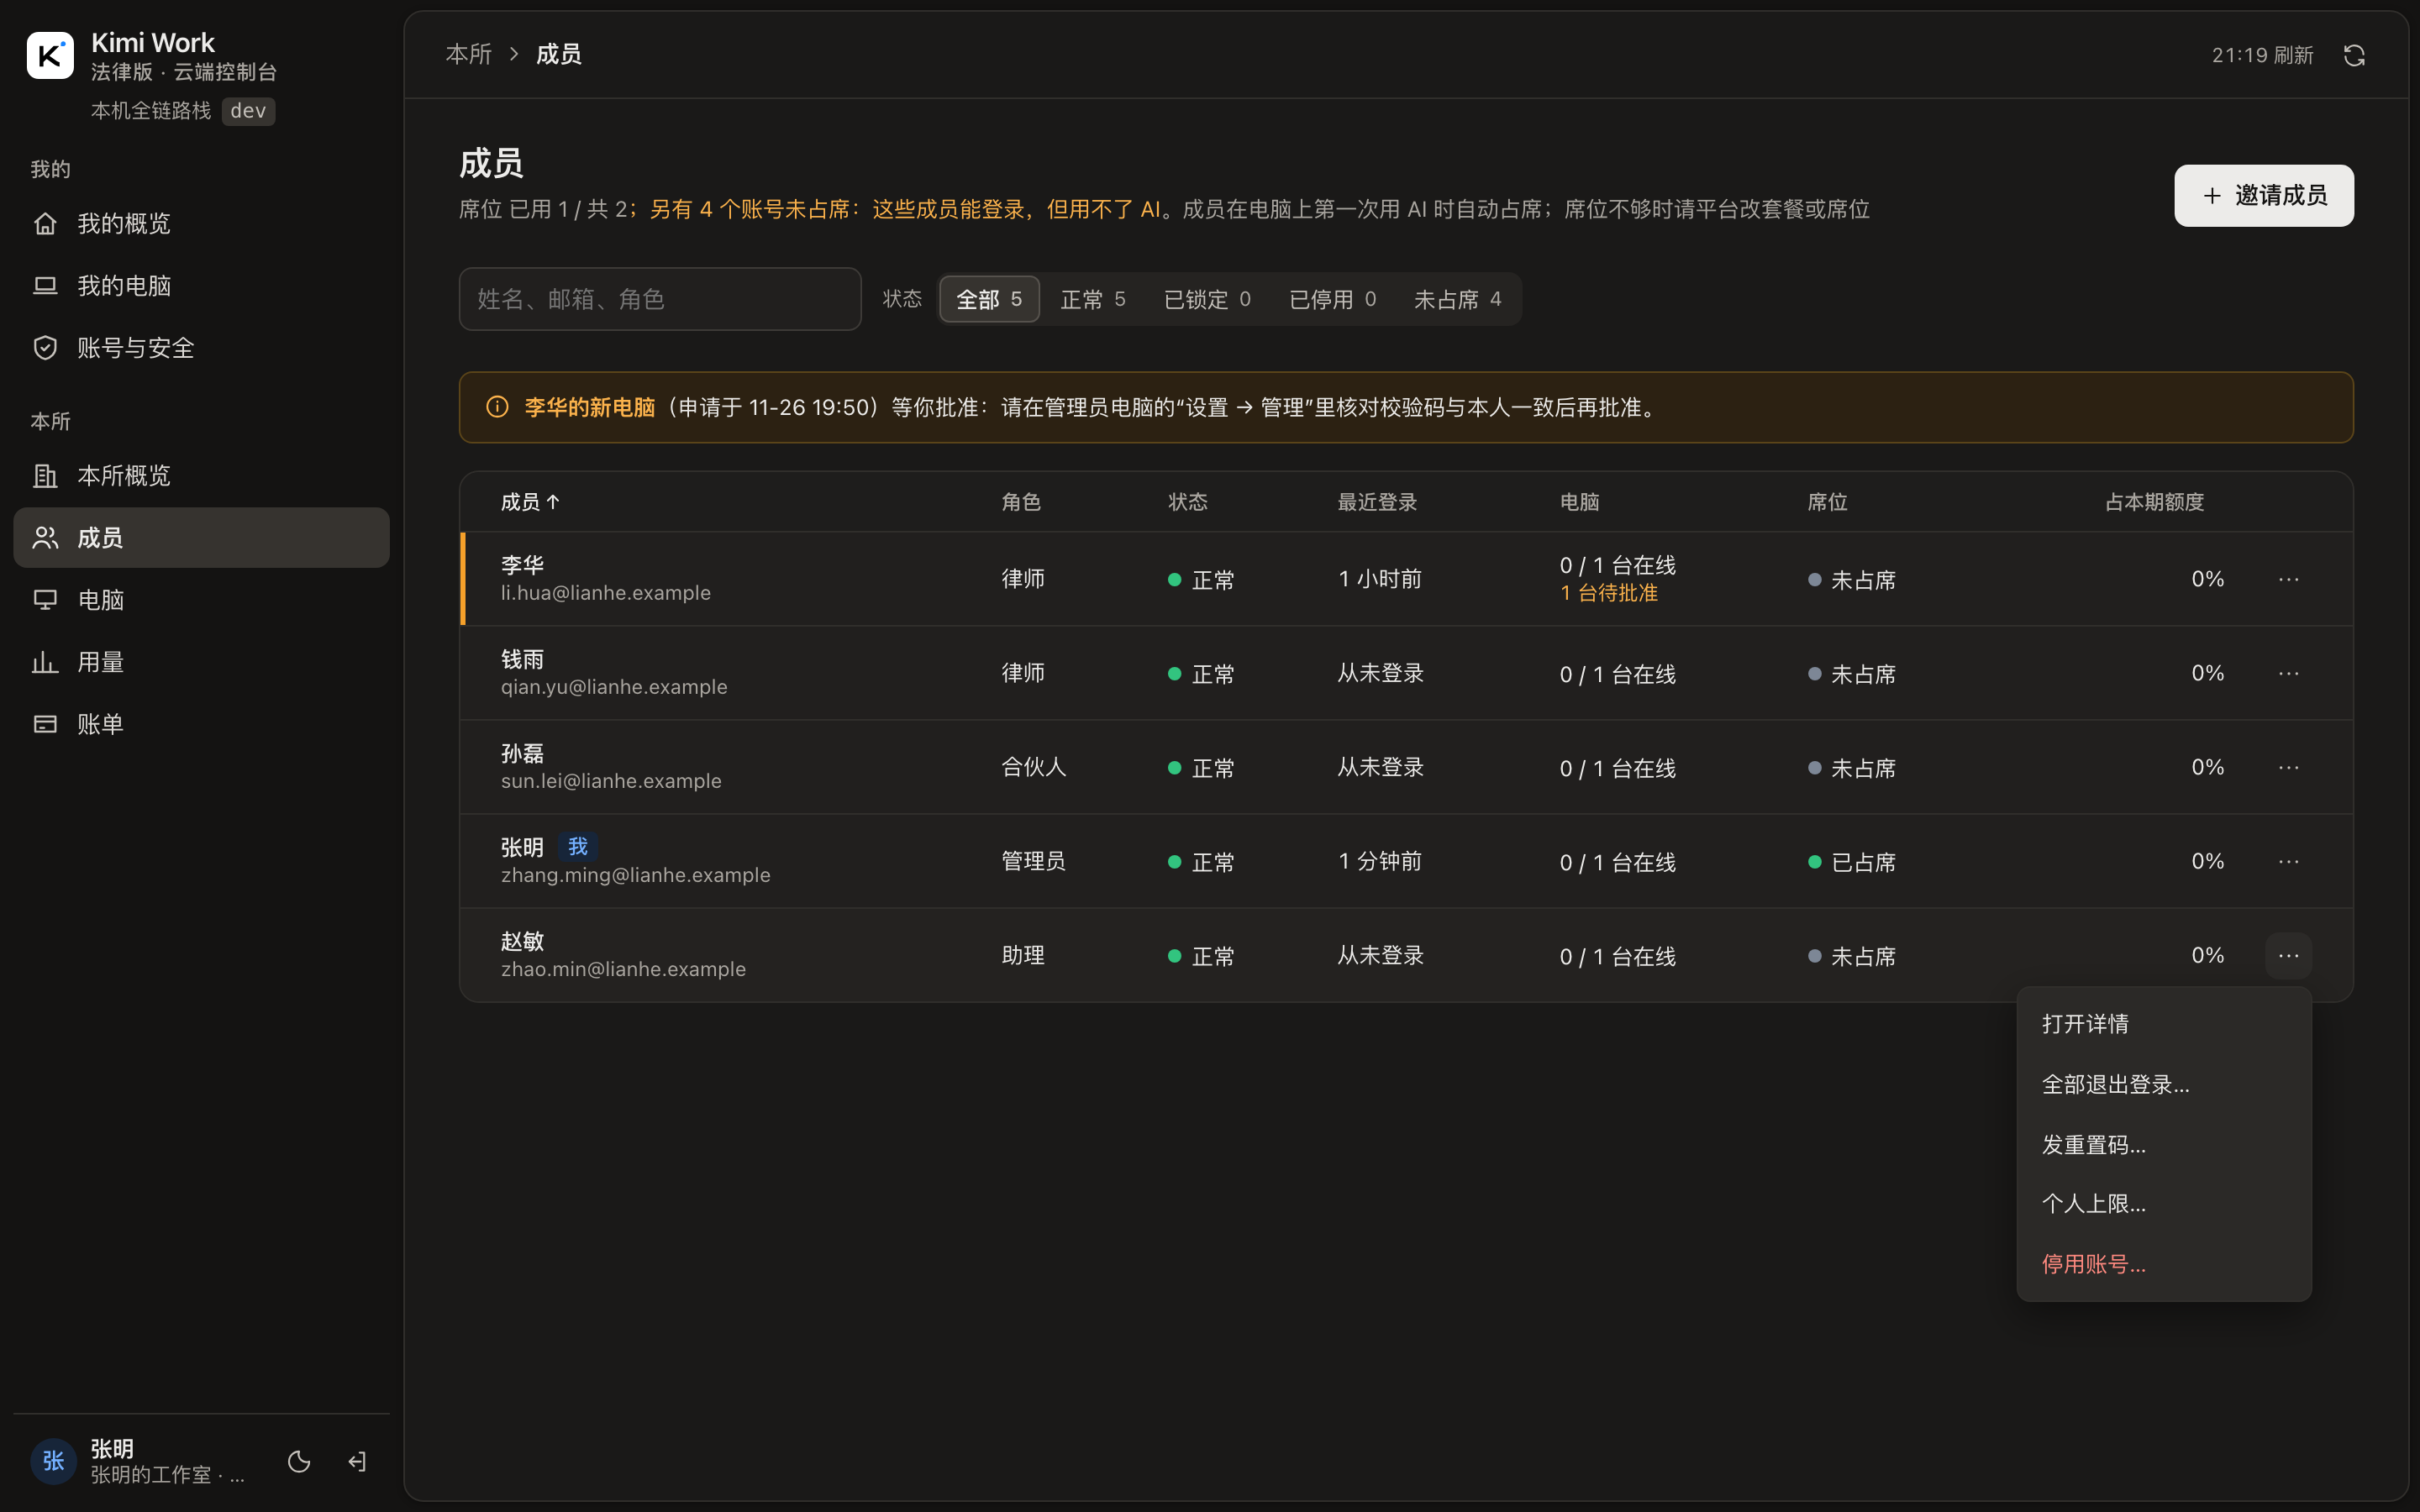 Kimi Work
法律版 · 云端控制台
本机全链路栈 dev
我的
我的概览
我的电脑
账号与安全
本所
本所概览
成员
电脑
用量
账单
张 张明
张明的工作室 · ...
本所 > 成员
21:19 刷新
成员
席位 已用 1 / 共 2；另有 4 个账号未占席：这些成员能登录，但用不了 AI。成员在电脑上第一次用 AI 时自动占席；席位不够时请平台改套餐或席位
+ 邀请成员
姓名、邮箱、角色
状态 全部 5 正常 5 已锁定 0 已停用 0 未占席 4
李华的新电脑（申请于 11-26 19:50）等你批准：请在管理员电脑的“设置 → 管理”里核对校验码与本人一致后再批准。
成员 ↑ 角色 状态 最近登录 电脑 席位 占本期额度
李华 律师 正常 1 小时前 0 / 1 台在线 未占席 0% ...
li.hua@lianhe.example 1 台待批准
钱雨 律师 正常 从未登录 0 / 1 台在线 未占席 0% ...
qian.yu@lianhe.example
孙磊 合伙人 正常 从未登录 0 / 1 台在线 未占席 0% ...
sun.lei@lianhe.example
张明 我 管理员 正常 1 分钟前 0 / 1 台在线 已占席 0% ...
zhang.ming@lianhe.example
赵敏 助理 正常 从未登录 0 / 1 台在线 未占席 0% ...
zhao.min@lianhe.example
打开详情
全部退出登录...
发重置码...
个人上限...
停用账号...